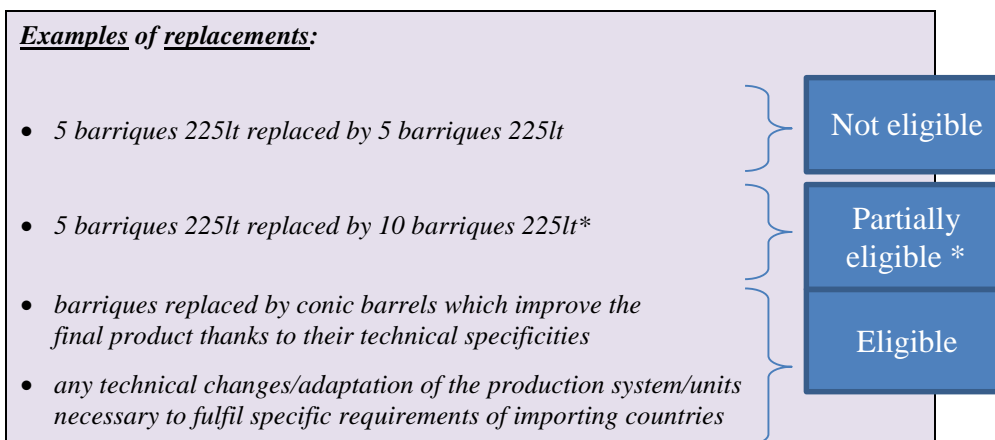 Examples of replacements:
• 5 barriques 225lt replaced by 5 barriques 225lt
Not eligible
• 5 barriques 225lt replaced by 10 barriques 225lt*
Partially
eligible *
• barriques replaced by conic barrels which improve the
final product thanks to their technical specificities
• any technical changes/adaptation of the production system/units
necessary to fulfil specific requirements of importing countries
Eligible